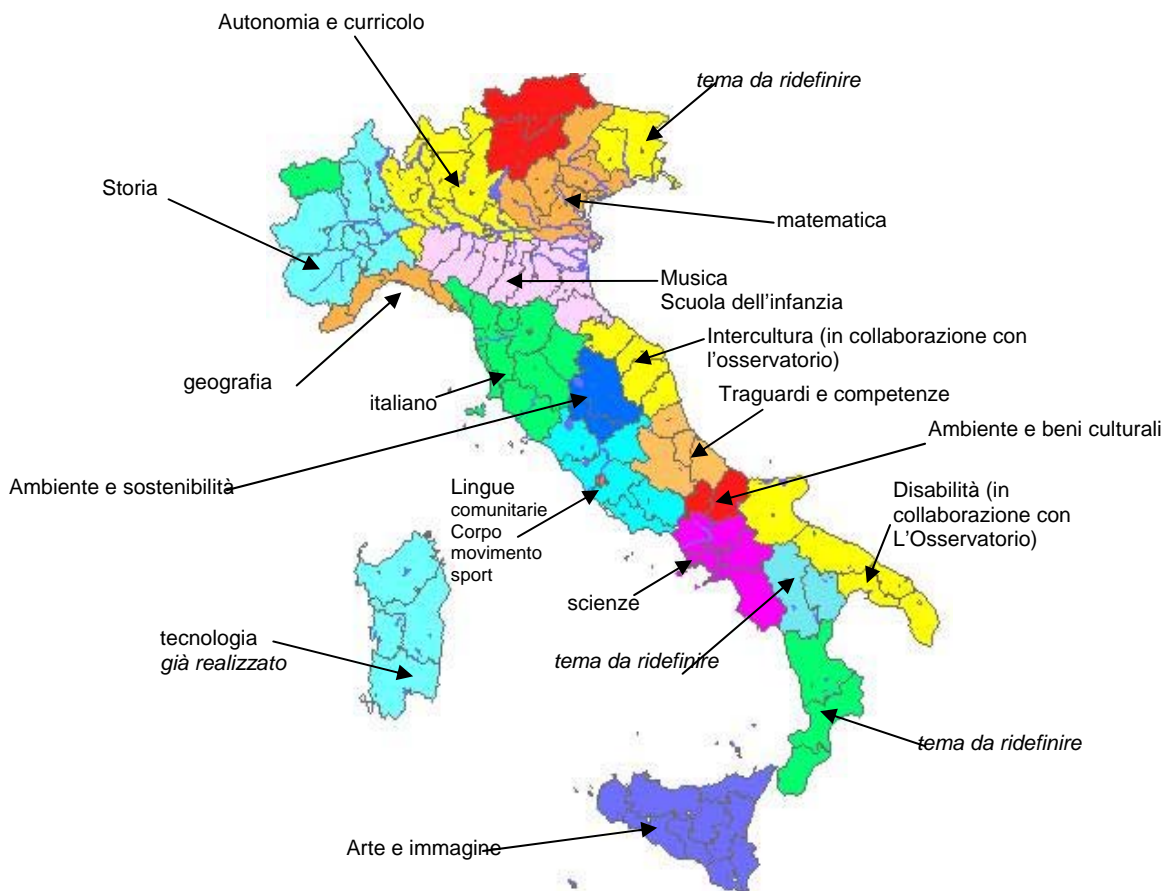 Autonomia e curricolo
tema da ridefinire
Storia
matematica
Musica
Scuola dell'infanzia
Intercultura (in collaborazione con
l'osservatorio)
geografia
italiano
Traguardi e competenze
Ambiente e beni culturali
Ambiente e sostenibilità
Lingue
comunitarie
Corpo
movimento
sport
Disabilità (in
collaborazione con
L'Osservatorio)
scienze
tecnologia
già realizzato
tema da ridefinire
tema da ridefinire
Arte e immagine